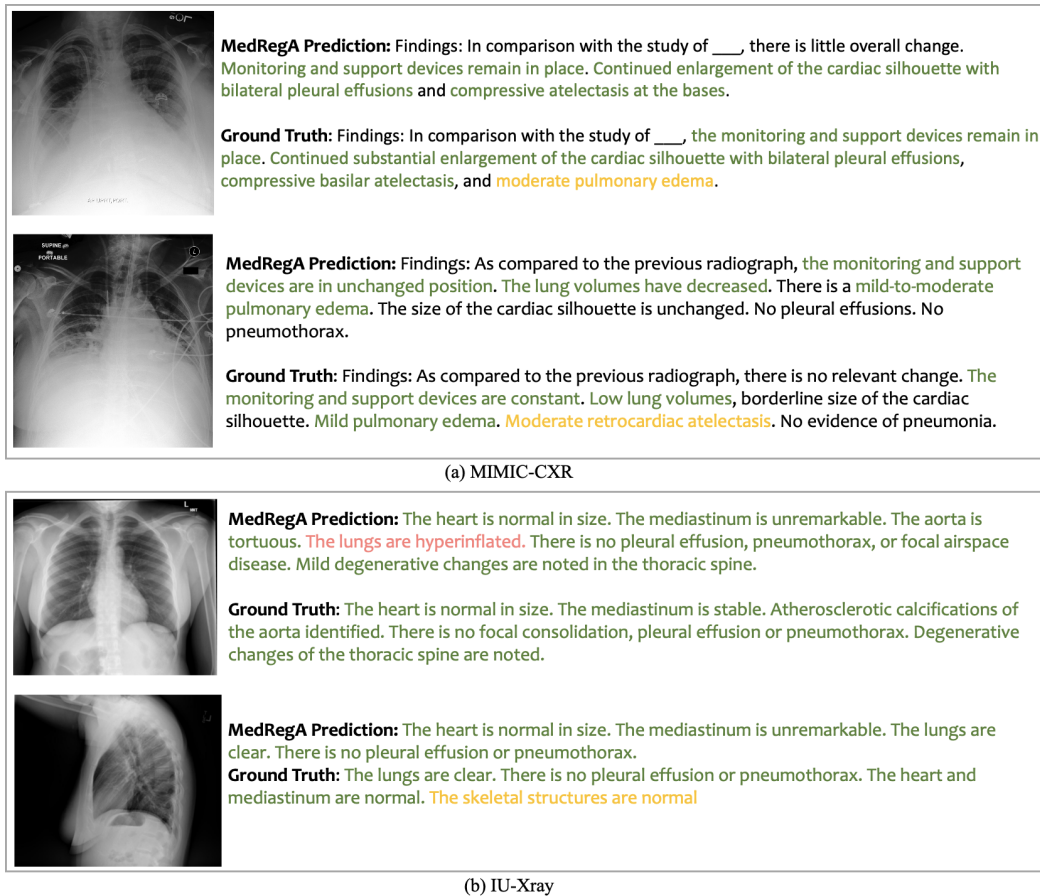 MedRegA Prediction: Findings: In comparison with the study of ___, there is little overall change.
Monitoring and support devices remain in place. Continued enlargement of the cardiac silhouette with
bilateral pleural effusions and compressive atelectasis at the bases.
Ground Truth: Findings: In comparison with the study of ___, the monitoring and support devices remain in
place. Continued substantial enlargement of the cardiac silhouette with bilateral pleural effusions,
compressive basilar atelectasis, and moderate pulmonary edema.
SUPINE
PORTABLE
L
MedRegA Prediction: Findings: As compared to the previous radiograph, the monitoring and support
devices are in unchanged position. The lung volumes have decreased. There is a mild-to-moderate
pulmonary edema. The size of the cardiac silhouette is unchanged. No pleural effusions. No
pneumothorax.
Ground Truth: Findings: As compared to the previous radiograph, there is no relevant change. The
monitoring and support devices are constant. Low lung volumes, borderline size of the cardiac
silhouette. Mild pulmonary edema. Moderate retrocardiac atelectasis. No evidence of pneumonia.
(a) MIMIC-CXR
L
MedRegA Prediction: The heart is normal in size. The mediastinum is unremarkable. The aorta is
tortuous. The lungs are hyperinflated. There is no pleural effusion, pneumothorax, or focal airspace
disease. Mild degenerative changes are noted in the thoracic spine.
Ground Truth: The heart is normal in size. The mediastinum is stable. Atherosclerotic calcifications of
the aorta identified. There is no focal consolidation, pleural effusion or pneumothorax. Degenerative
changes of the thoracic spine are noted.
MedRegA Prediction: The heart is normal in size. The mediastinum is unremarkable. The lungs are
clear. There is no pleural effusion or pneumothorax.
Ground Truth: The lungs are clear. There is no pleural effusion or pneumothorax. The heart and
mediastinum are normal. The skeletal structures are normal
(b) IU-Xray